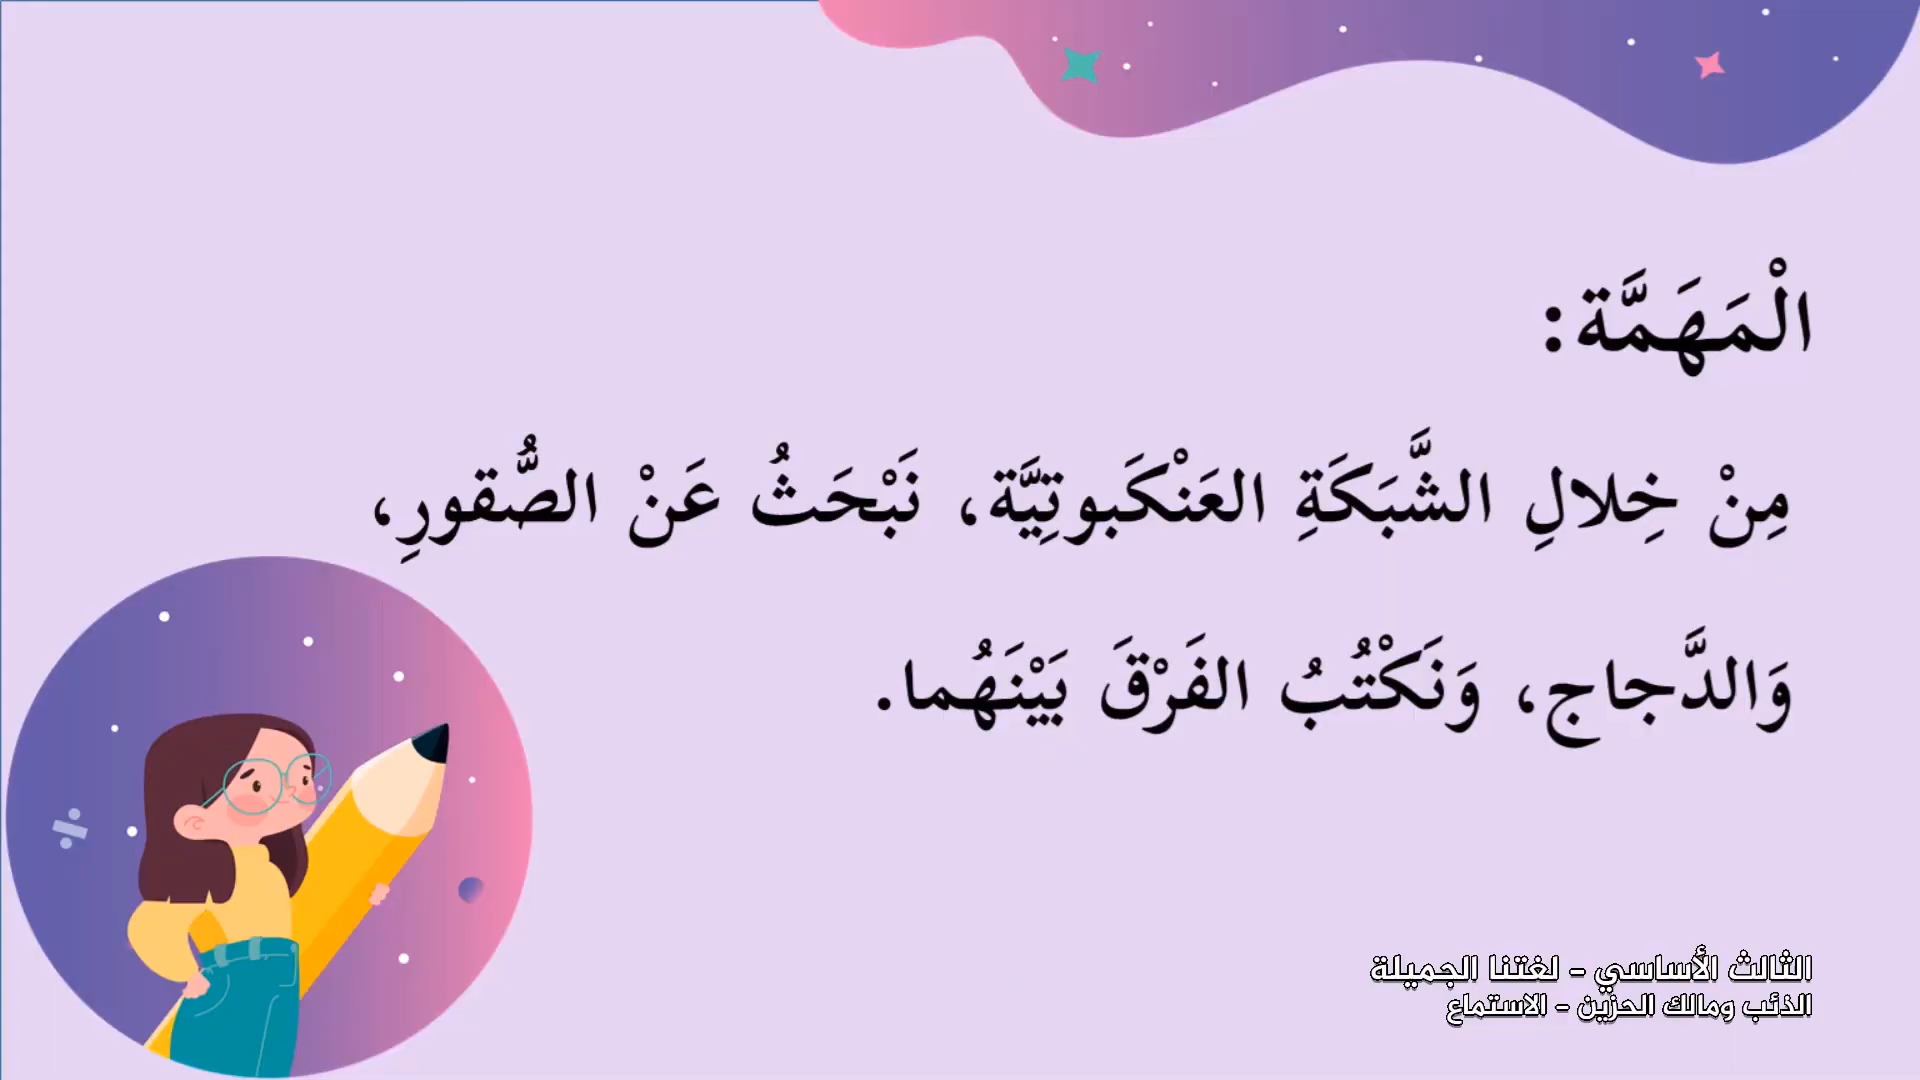 الْمَهَمَّة:
مِنْ خِلالِ الشَّبَكَةِ العَنْكَبوتِيَّة، نَبْحَثُ عَنْ الصُّقورِ،
وَالدَّجاج، وَنَكْتُبُ الفَرْقَ بَيْنَهُما.
الثالث الأساسي - لغتنا الجميلة
الذئب ومالك الحزين - الاستماع